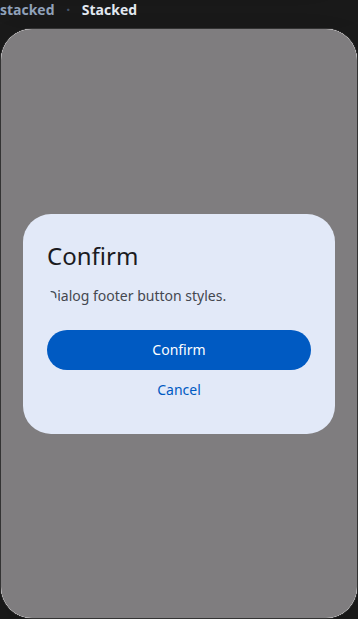 stacked · Stacked
Confirm
Dialog footer button styles.
Confirm
Cancel